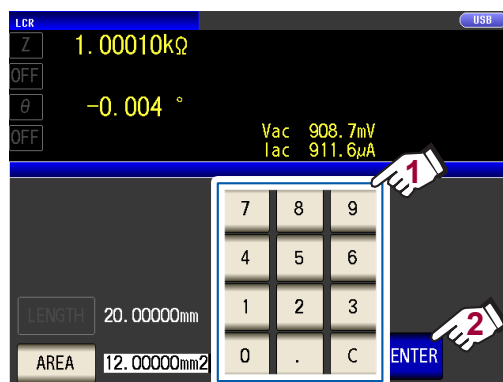 LCR USB
Z 1.00010kΩ
OFF
θ -0.004 °
OFF
Vac 908.7mV
Iac 911.6μA
1
7 8 9
4 5 6
1 2 3
0 . C
LENGTH 20.00000mm
2
AREA 12.00000mm2
ENTER